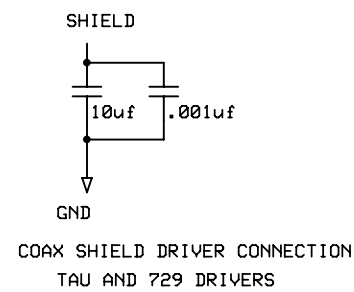 SHIELD
10uf .001uf
GND
COAX SHIELD DRIVER CONNECTION
TAU AND 729 DRIVERS